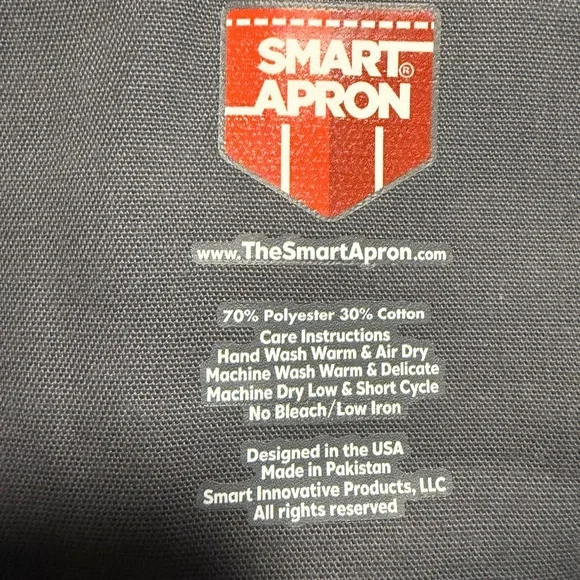 SMART®
APRON
www.TheSmartApron.com
70% Polyester 30% Cotton
Care Instructions
Hand Wash Warm & Air Dry
Machine Wash Warm & Delicate
Machine Dry Low & Short Cycle
No Bleach/Low Iron
Designed in the USA
Made in Pakistan
Smart Innovative Products, LLC
All rights reserved